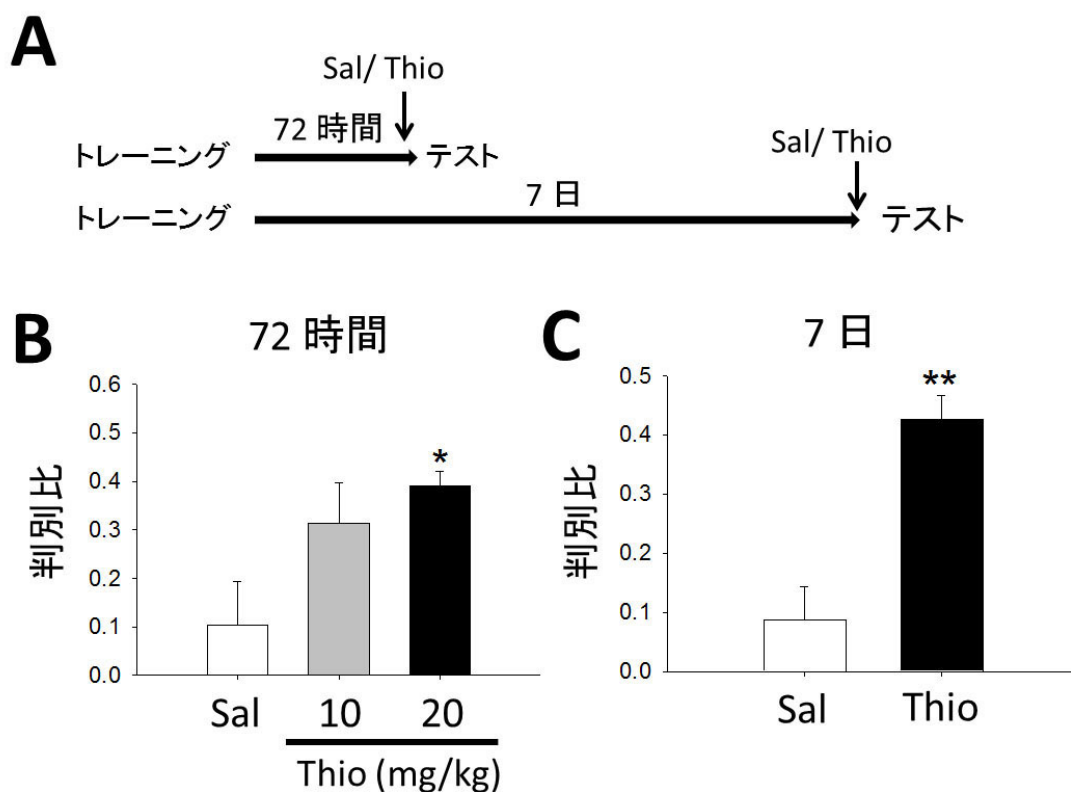 A
Sal/ Thio
72 時間
トレーニング
テスト
Sal/ Thio
7 日
トレーニング
テスト
B
72 時間
判別比
0.6
0.5
0.4
0.3
0.2
0.1
0.0
*
Sal
10
20
Thio (mg/kg)
C
7 日
判別比
0.5
0.4
0.3
0.2
0.1
0.0
**
Sal
Thio